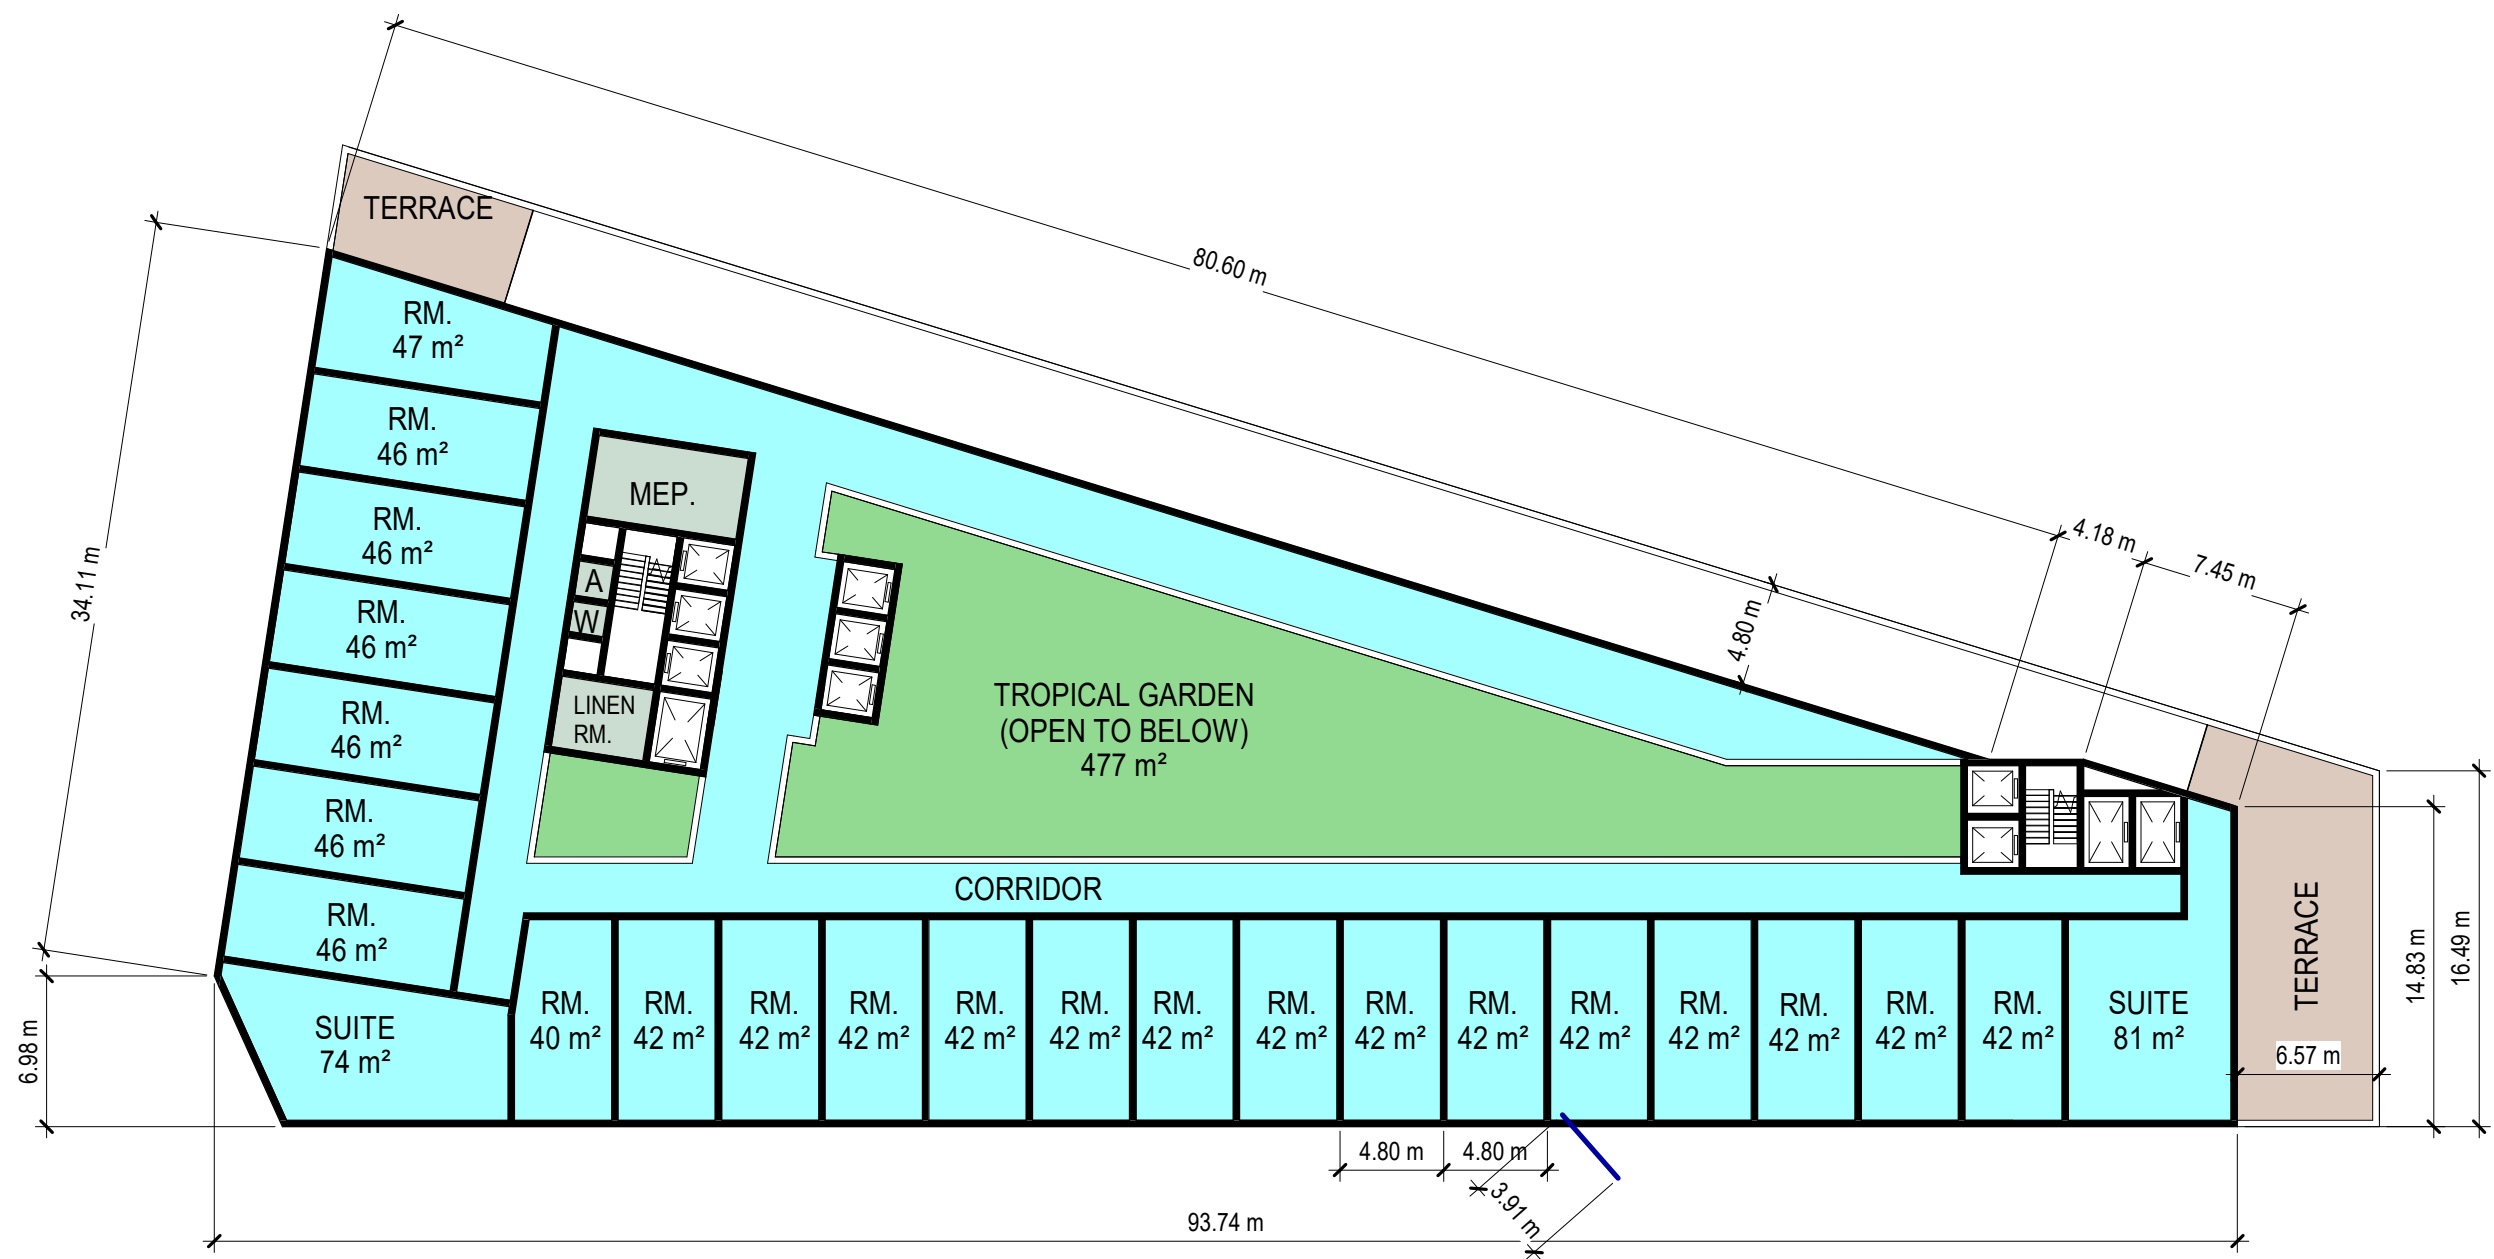 80.60 m
4.18 m
7.45 m
4.80 m
34.11 m
6.98 m
TERRACE
RM.
47 m²
RM.
46 m²
RM.
46 m²
RM.
46 m²
RM.
46 m²
RM.
46 m²
RM.
46 m²
MEP.
A
W
LINEN
RM.
TROPICAL GARDEN
(OPEN TO BELOW)
477 m²
CORRIDOR
SUITE
74 m²
RM.
40 m²
RM.
42 m²
RM.
42 m²
RM.
42 m²
RM.
42 m²
RM.
42 m²
RM.
42 m²
RM.
42 m²
RM.
42 m²
RM.
42 m²
RM.
42 m²
RM.
42 m²
RM.
42 m²
RM.
42 m²
RM.
42 m²
SUITE
81 m²
TERRACE
6.57 m
14.83 m
16.49 m
4.80 m
4.80 m
3.91 m
93.74 m